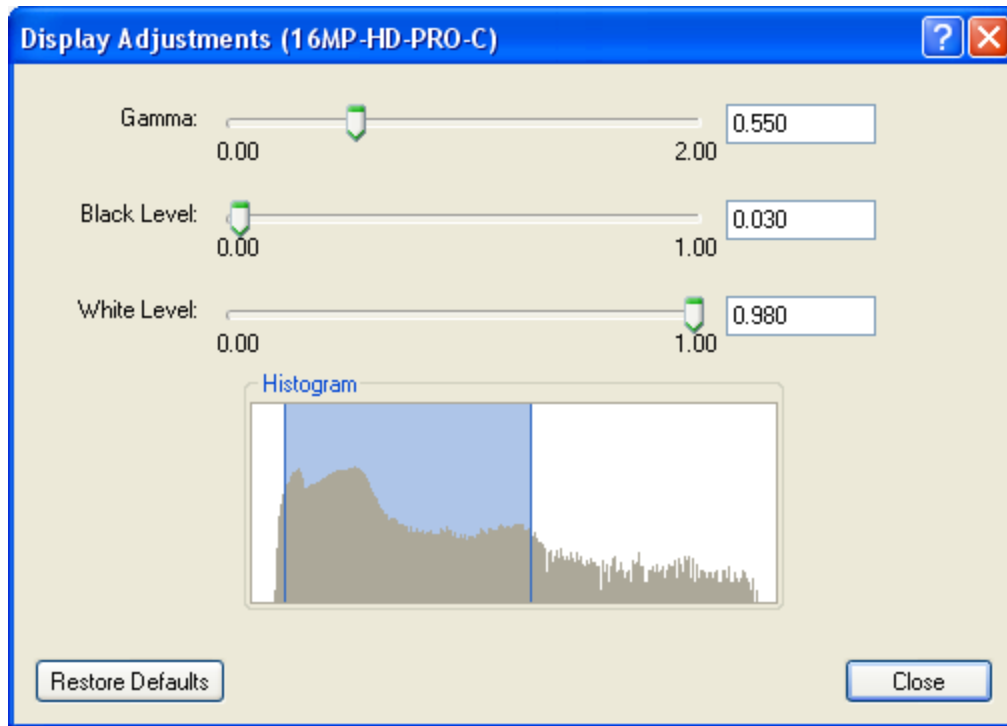 Display Adjustments (16MP-HD-PRO-C)
Gamma: 0.550
0.00 2.00
Black Level: 0.030
0.00 1.00
White Level: 0.980
0.00 1.00
Histogram
Restore Defaults Close